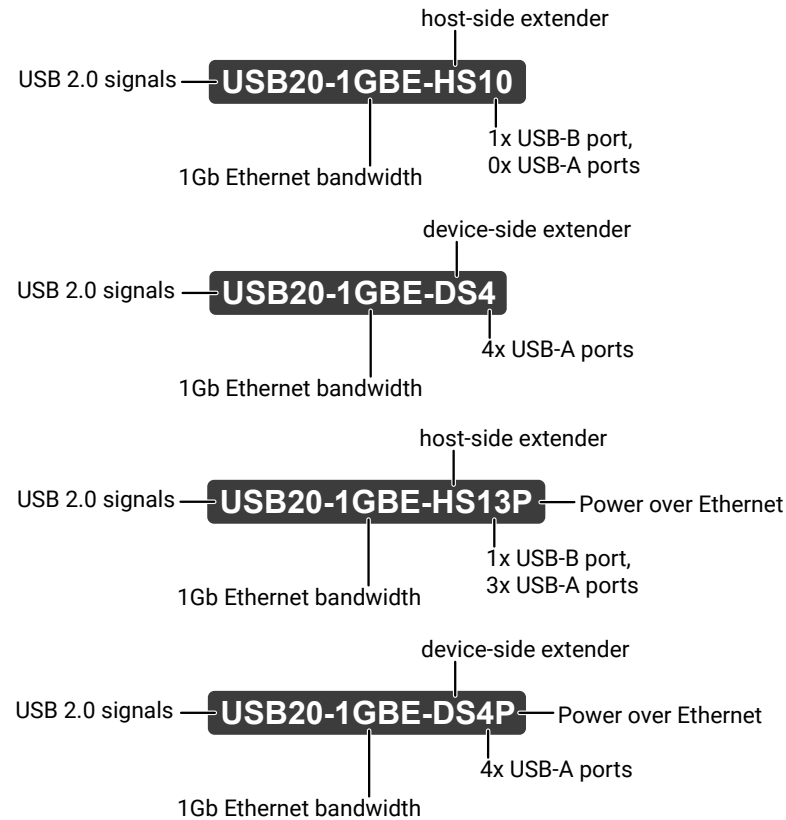 host-side extender
USB 2.0 signals
USB20-1GBE-HS10
1x USB-B port,
0x USB-A ports
1Gb Ethernet bandwidth
device-side extender
USB 2.0 signals
USB20-1GBE-DS4
4x USB-A ports
1Gb Ethernet bandwidth
host-side extender
USB 2.0 signals
USB20-1GBE-HS13P
Power over Ethernet
1x USB-B port,
3x USB-A ports
1Gb Ethernet bandwidth
device-side extender
USB 2.0 signals
USB20-1GBE-DS4P
Power over Ethernet
4x USB-A ports
1Gb Ethernet bandwidth